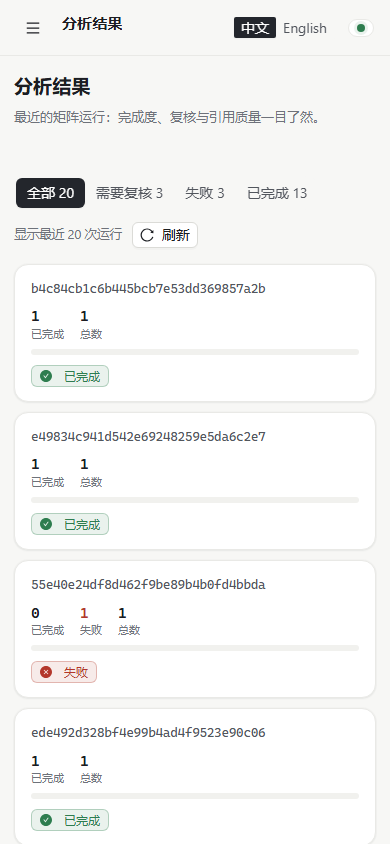 分析结果
中文 English
分析结果
最近的矩阵运行：完成度、复核与引用质量一目了然。
全部 20 需要复核 3 失败 3 已完成 13
显示最近 20 次运行 刷新
b4c84cb1c6b445bcb7e53dd369857a2b
1 1
已完成 总数
已完成
e49834c941d542e69248259e5da6c2e7
1 1
已完成 总数
已完成
55e40e24df8d462f9be89b4b0fd4bbda
0 1 1
已完成 失败 总数
失败
ede492d328bf4e99b4ad4f9523e90c06
1 1
已完成 总数
已完成